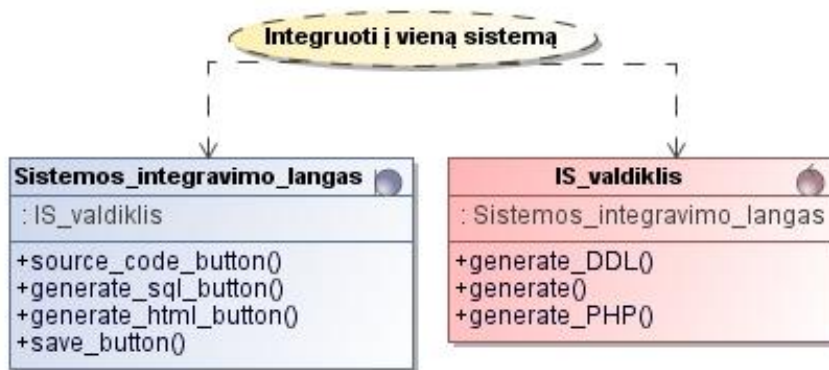 Integruoti į vieną sistemą
Sistemos_integravimo_langas
: IS_valdiklis
+source_code_button()
+generate_sql_button()
+generate_html_button()
+save_button()
IS_valdiklis
: Sistemos_integravimo_langas
+generate_DDL()
+generate()
+generate_PHP()